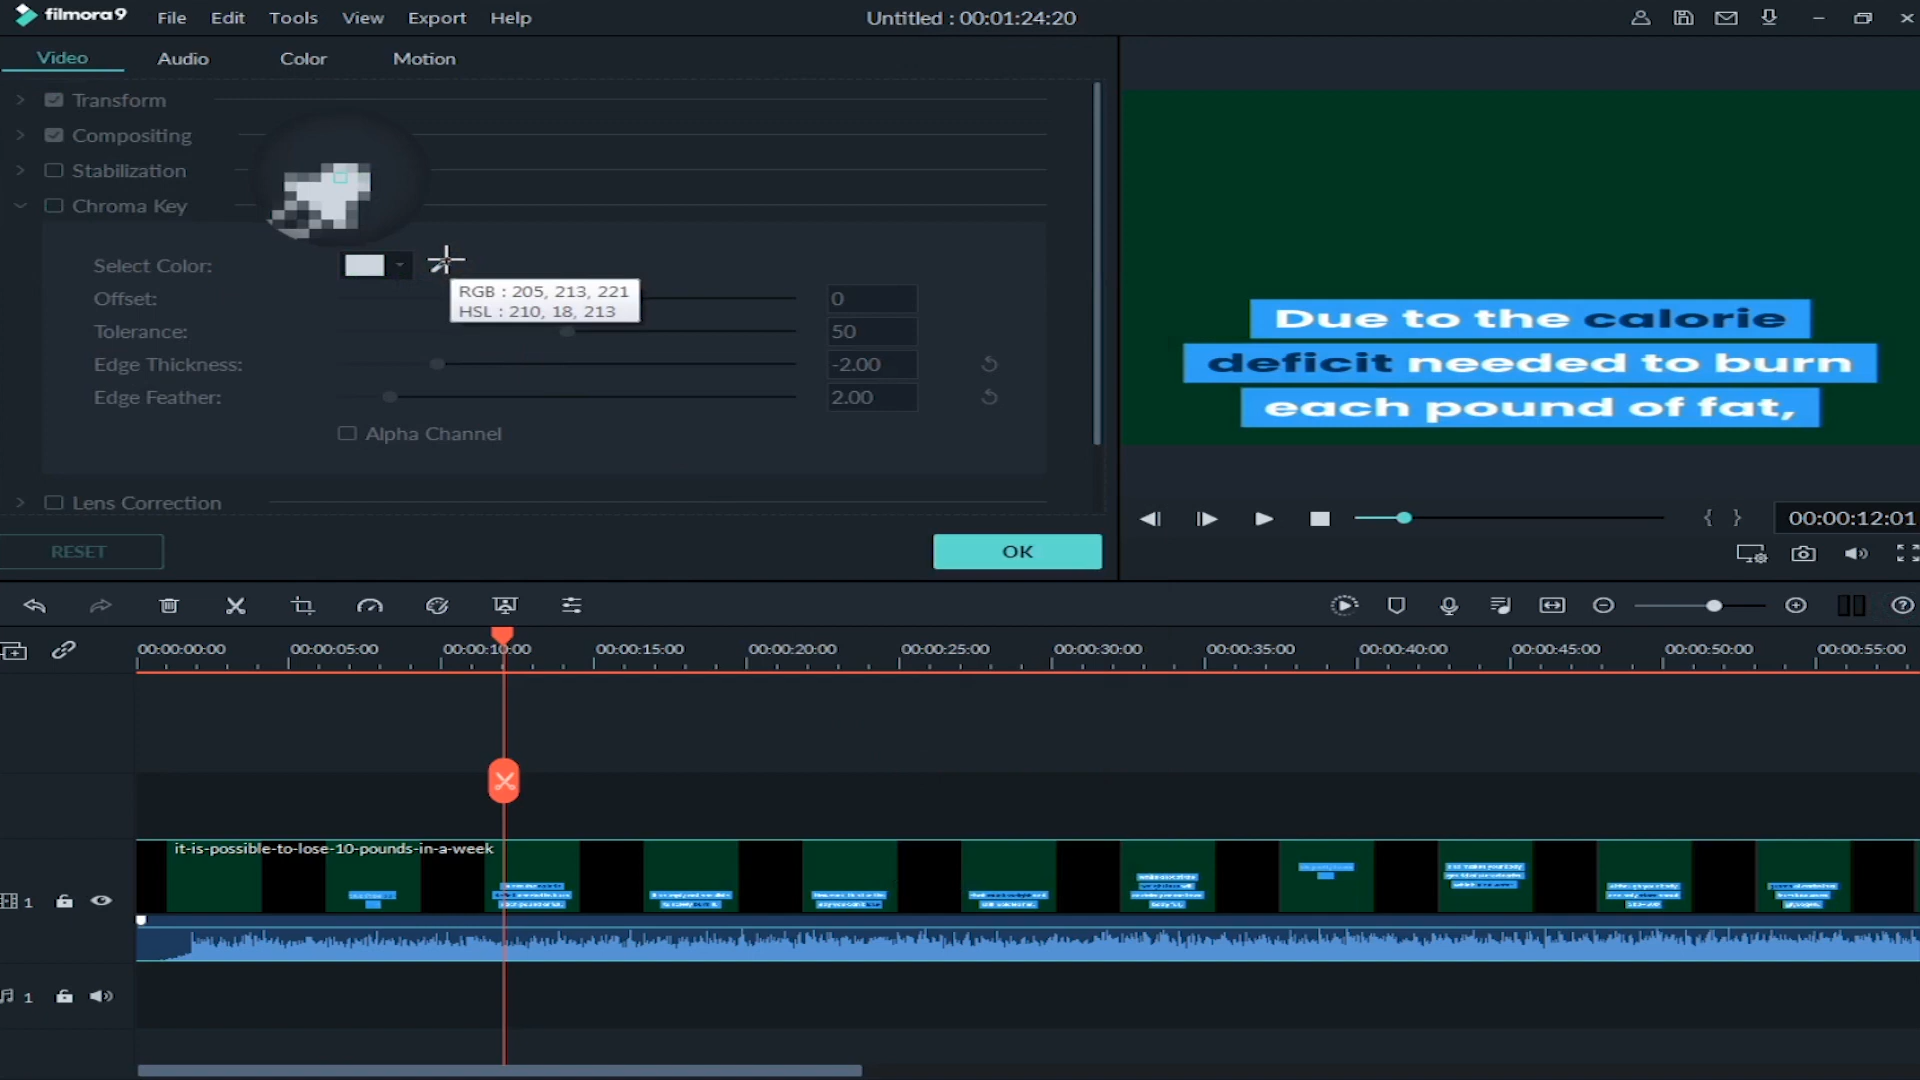 filmora9 File Edit Tools View Export Help Untitled : 00:01:24:20
Video Audio Color Motion
Transform
Compositing
Stabilization
Chroma Key
Select Color:
RGB : 205, 213, 221
HSL : 210, 18, 213
Offset: 0
Tolerance: 50
Edge Thickness: -2.00
Edge Feather: 2.00
Alpha Channel
Lens Correction
RESET OK
Due to the calorie
deficit needed to burn
each pound of fat,
{ } 00:00:12:01
00:00:00:00 00:00:05:00 00:00:10:00 00:00:15:00 00:00:20:00 00:00:25:00 00:00:30:00 00:00:35:00 00:00:40:00 00:00:45:00 00:00:50:00 00:00:55:00
it-is-possible-to-lose-10-pounds-in-a-week
1
1